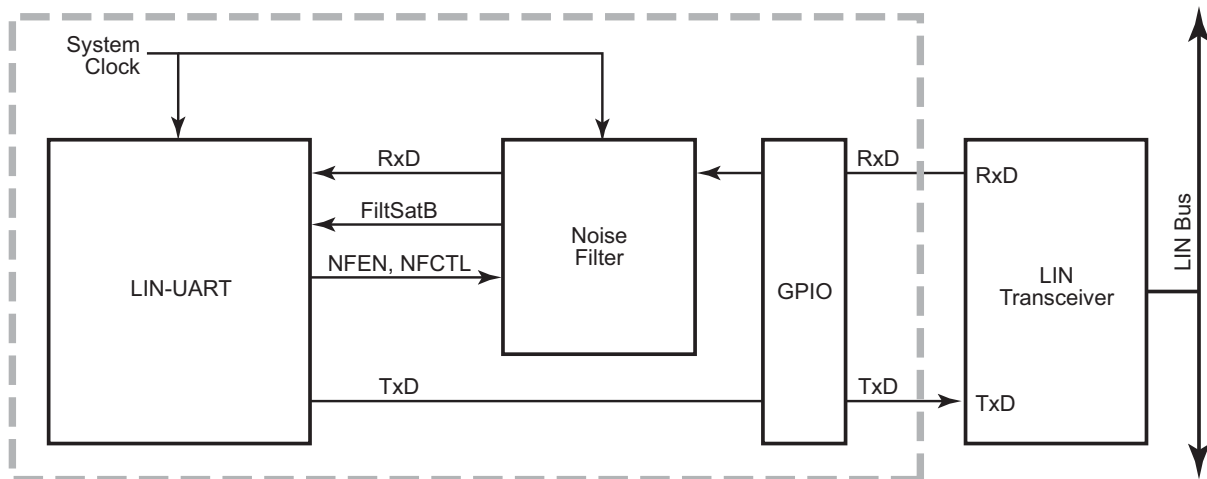 System
Clock
RxD
RxD
RxD
FiltSatB
Noise
Filter
NFEN, NFCTL
LIN-UART
GPIO
LIN
Transceiver
LIN Bus
TxD
TxD
TxD